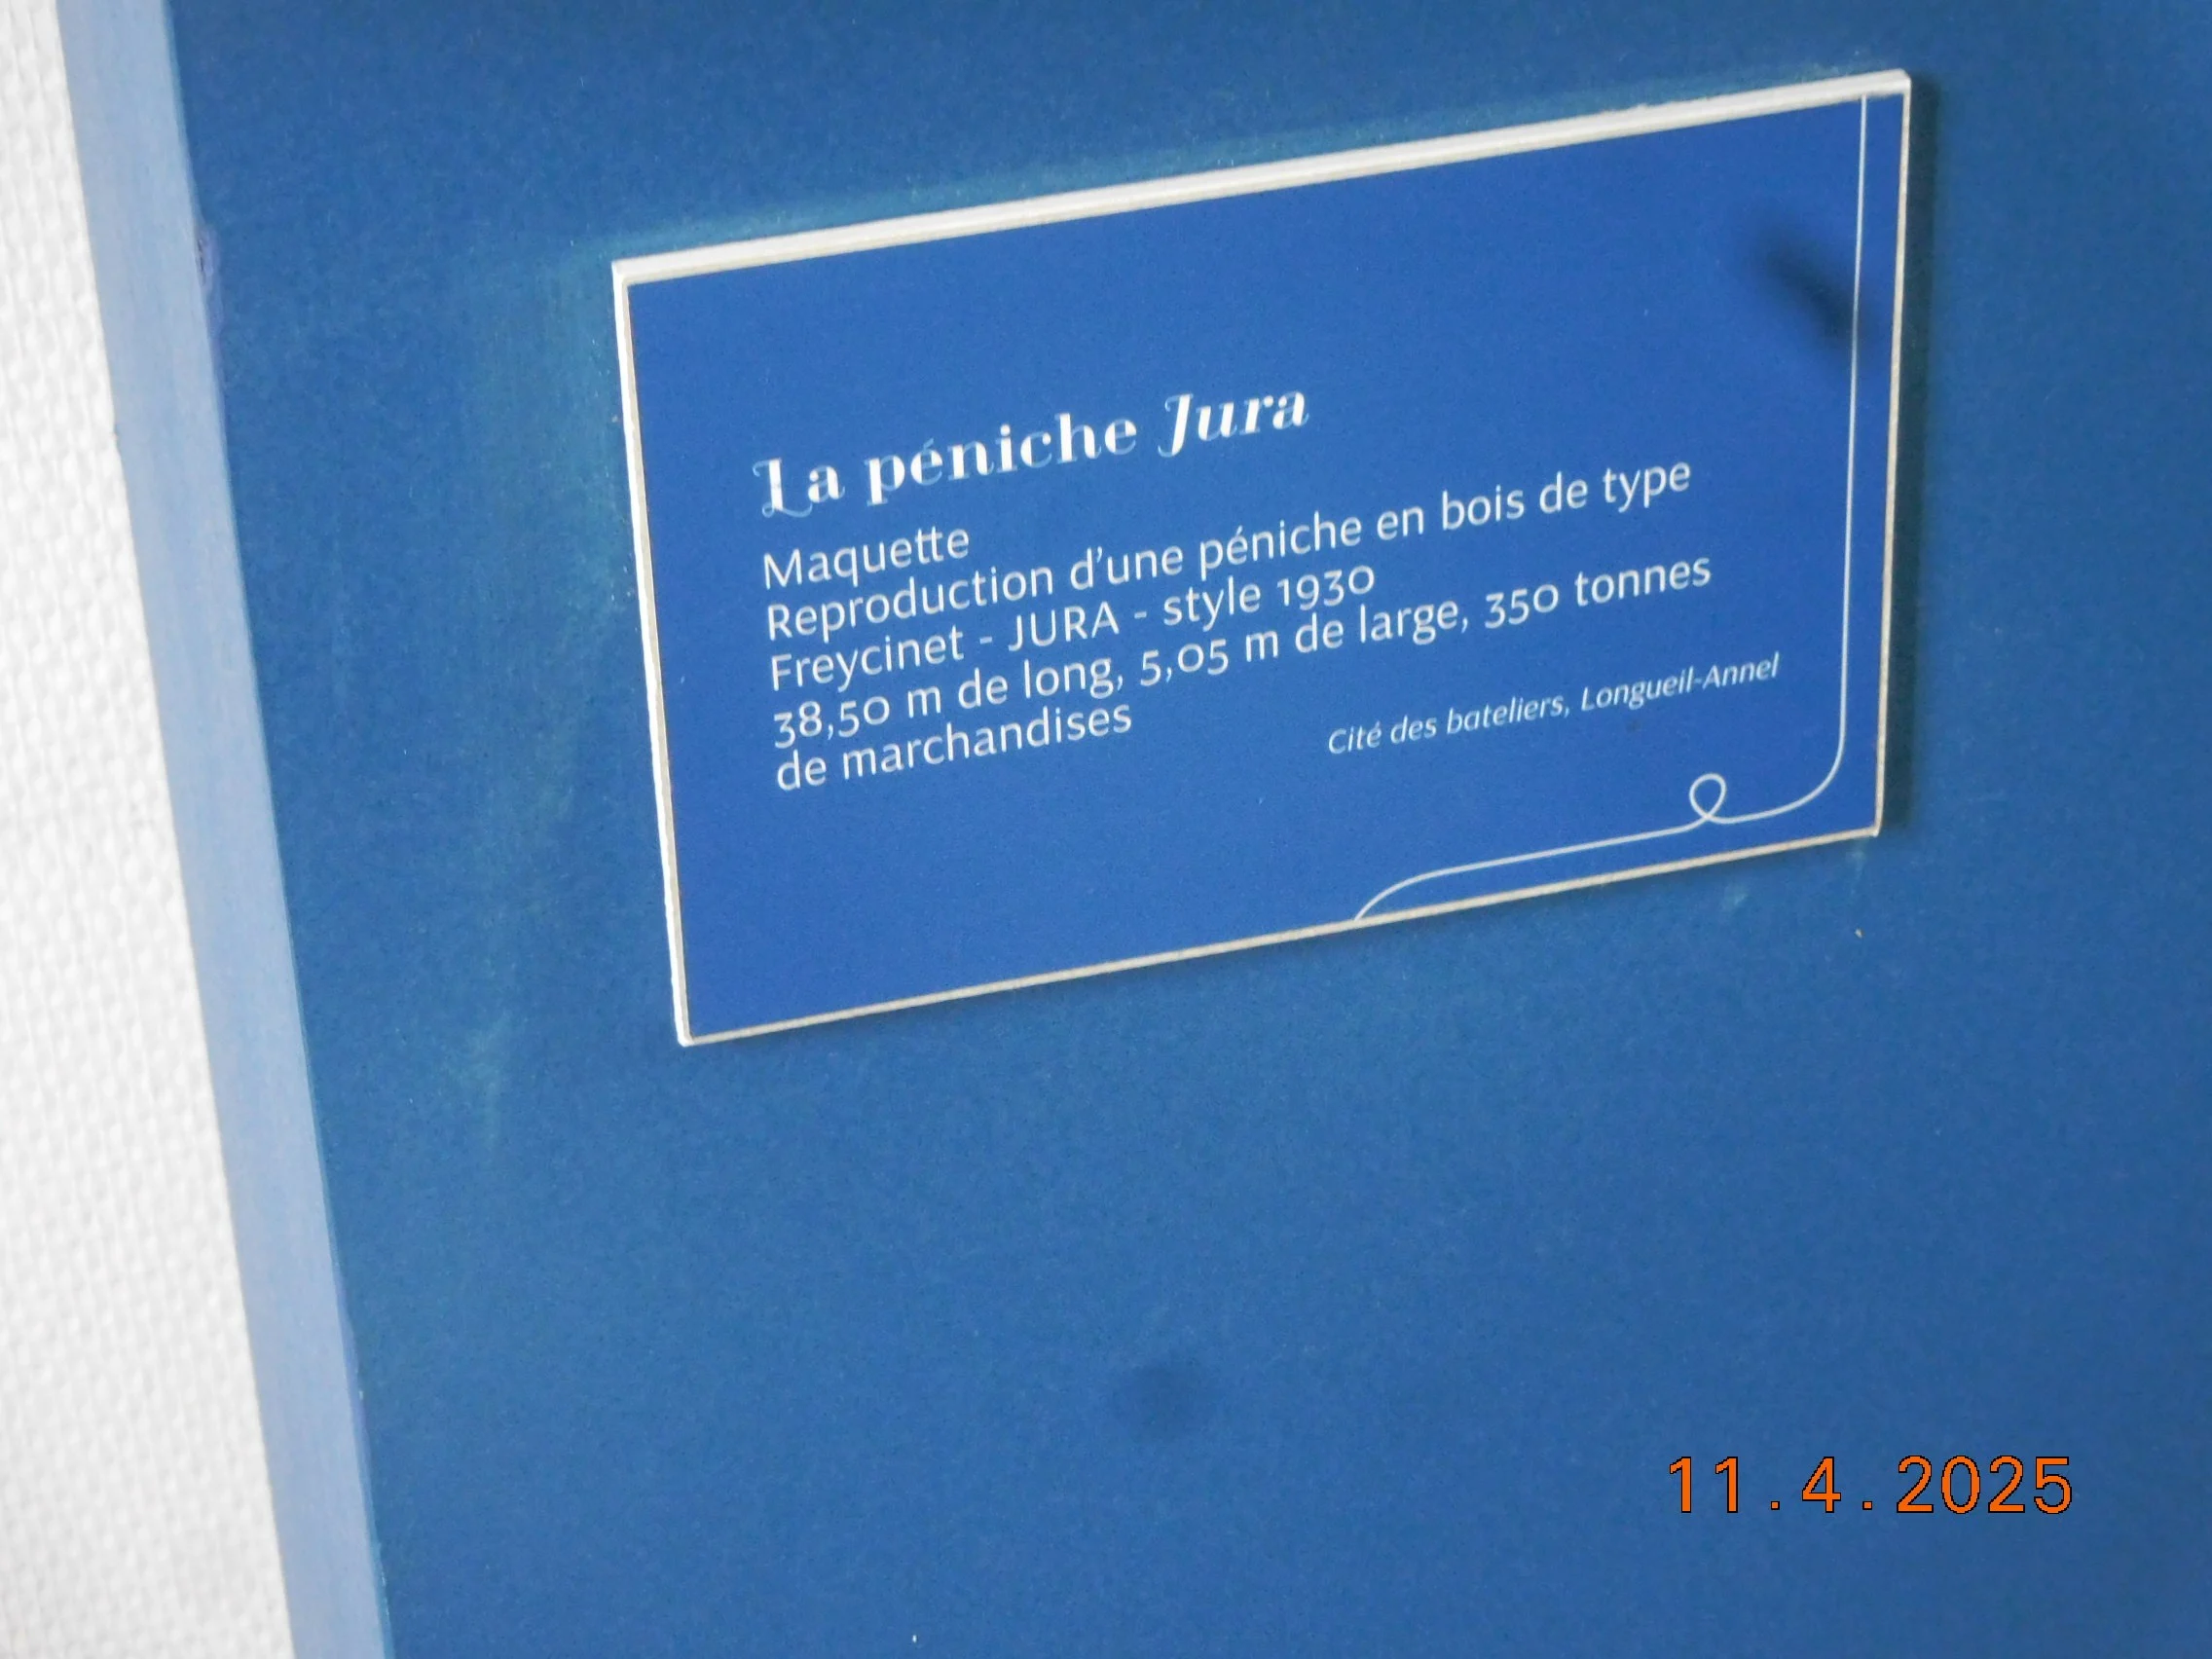 La péniche Jura
Maquette
Reproduction d'une péniche en bois de type
Freycinet - JURA - style 1930
38,50 m de long, 5,05 m de large, 350 tonnes
de marchandises
Cité des bateliers, Longueil-Annel
11.4.2025